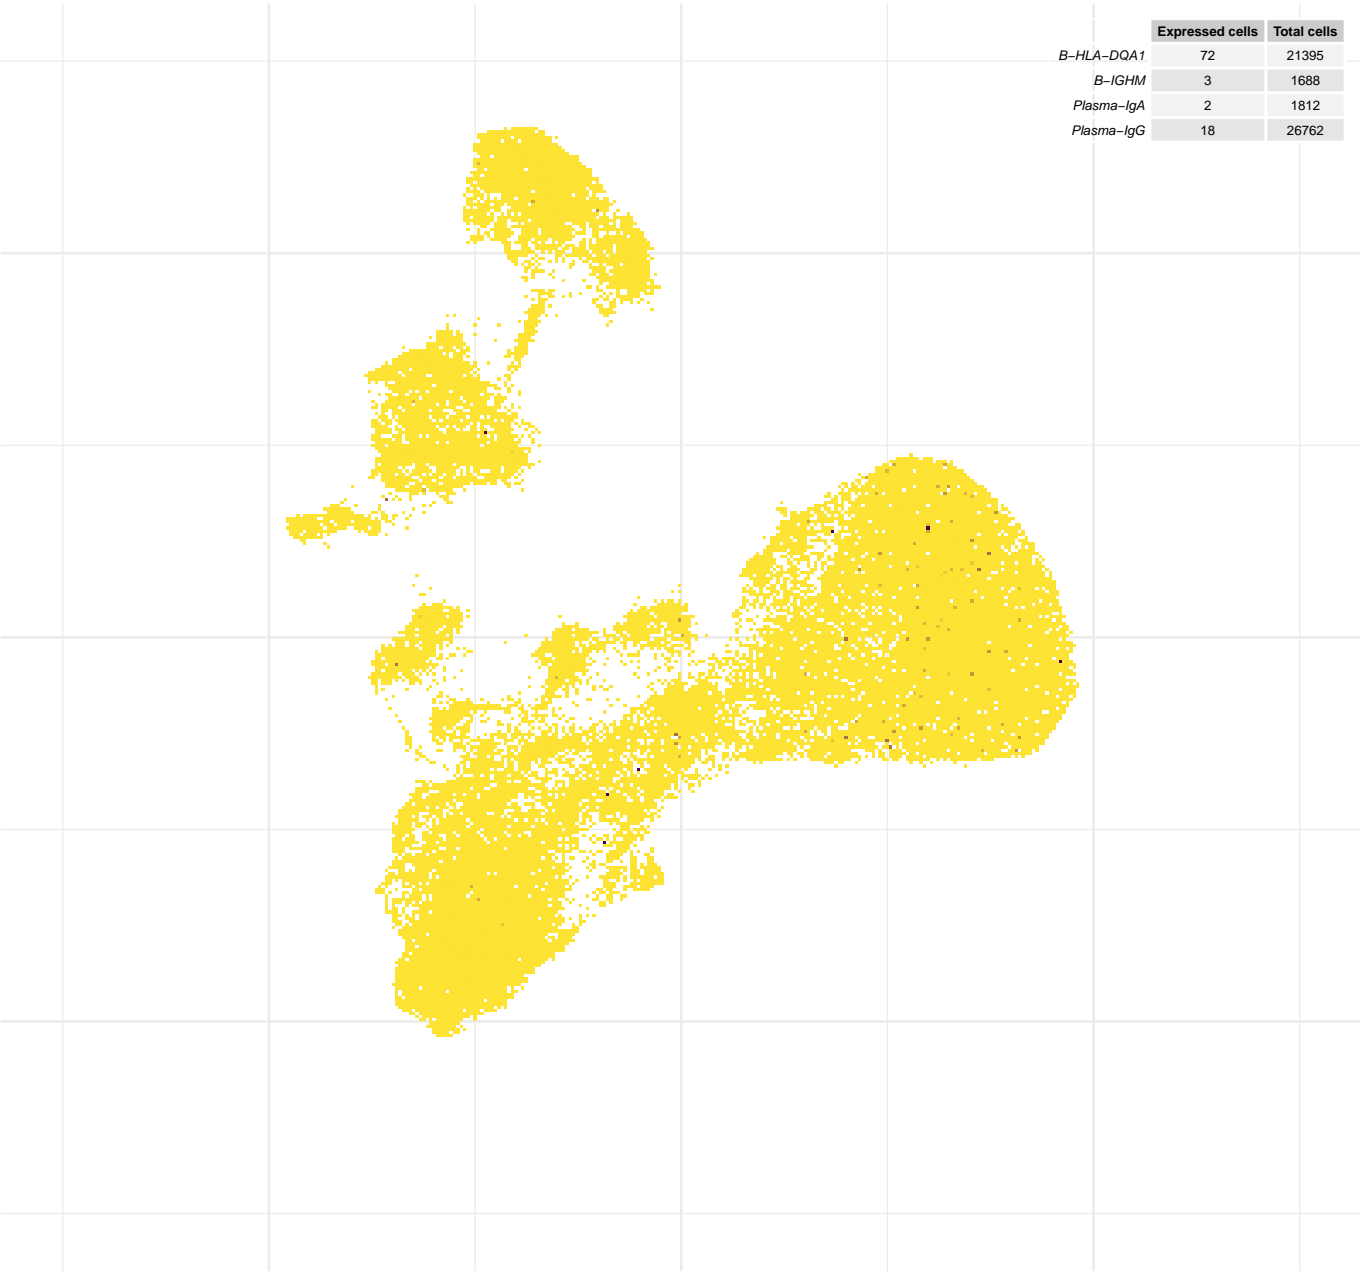 Expressed cells Total cells
B−HLA−DQA1 72 21395
B−IGHM 3 1688
Plasma−IgA 2 1812
Plasma−IgG 18 26762